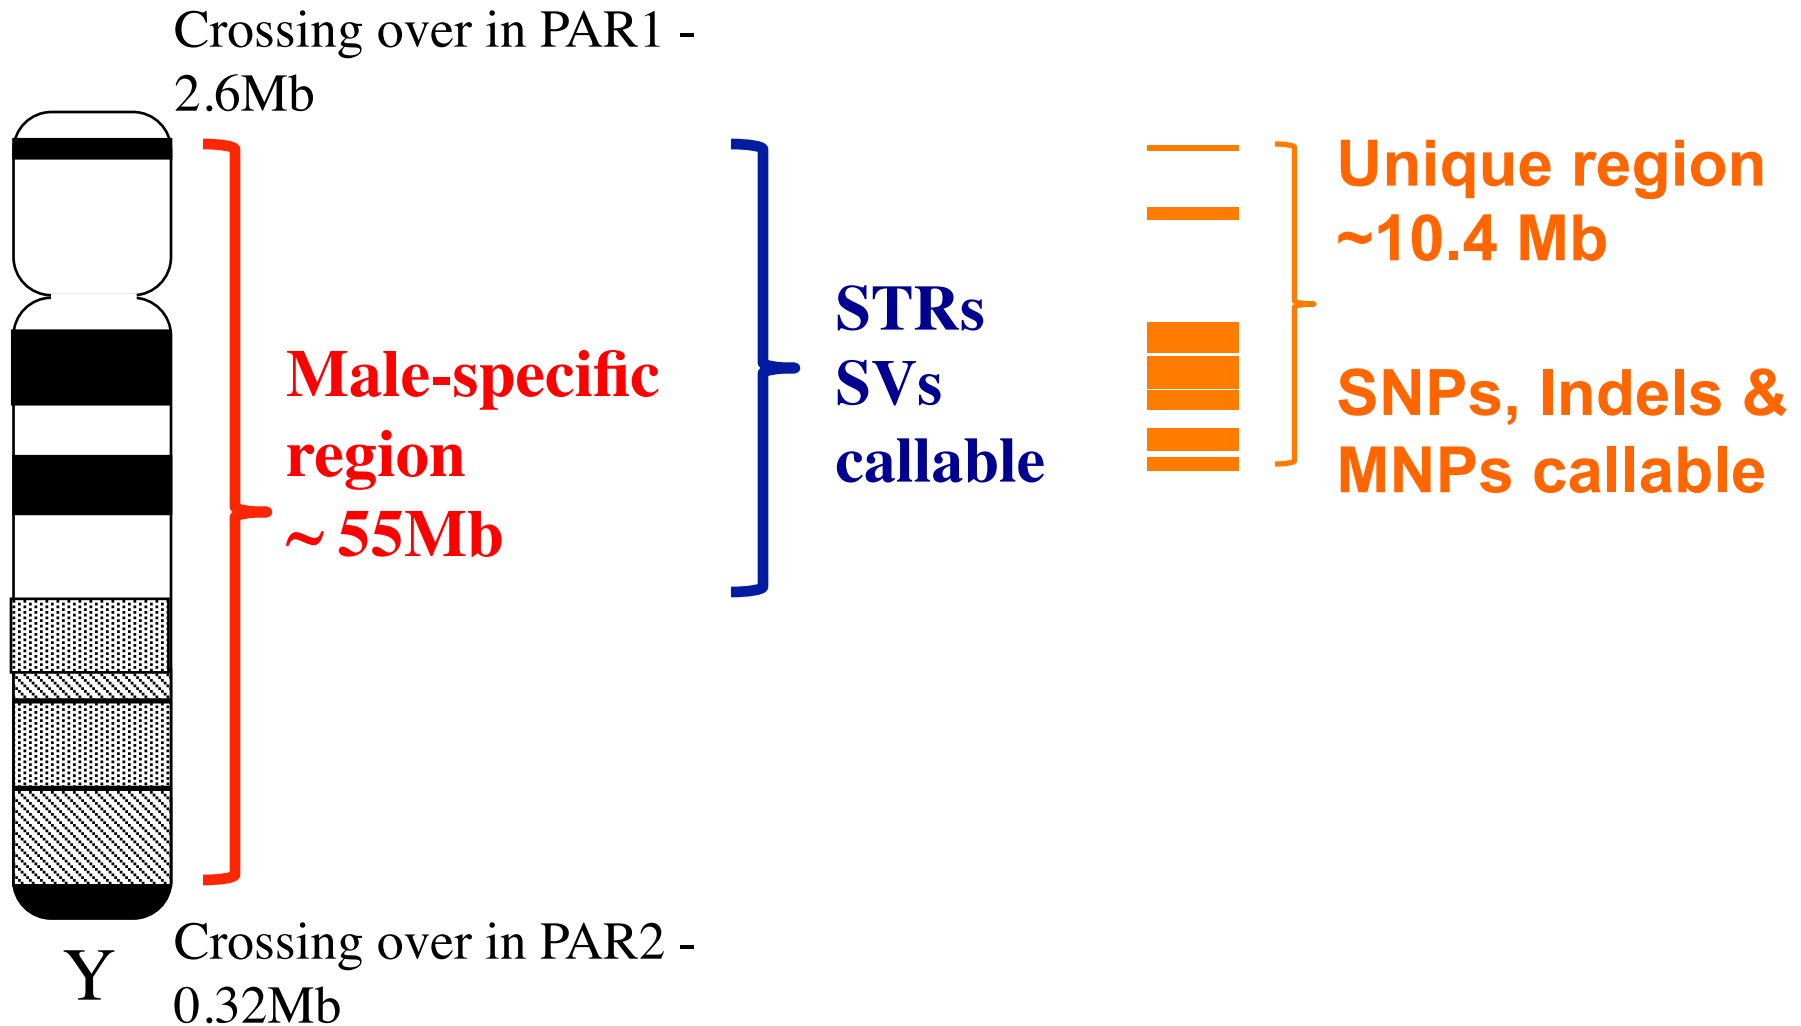 Crossing over in PAR1 -
2.6Mb
Male-specific
region
~ 55Mb
STRs
SVs
callable
Unique region
~10.4 Mb
SNPs, Indels &
MNPs callable
Y
Crossing over in PAR2 -
0.32Mb